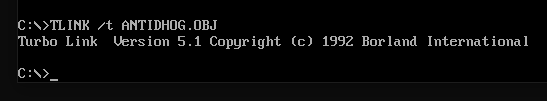 C:\>TLINK /t ANTIDHOG.OBJ
Turbo Link  Version 5.1 Copyright (c) 1992 Borland International
C:\>_